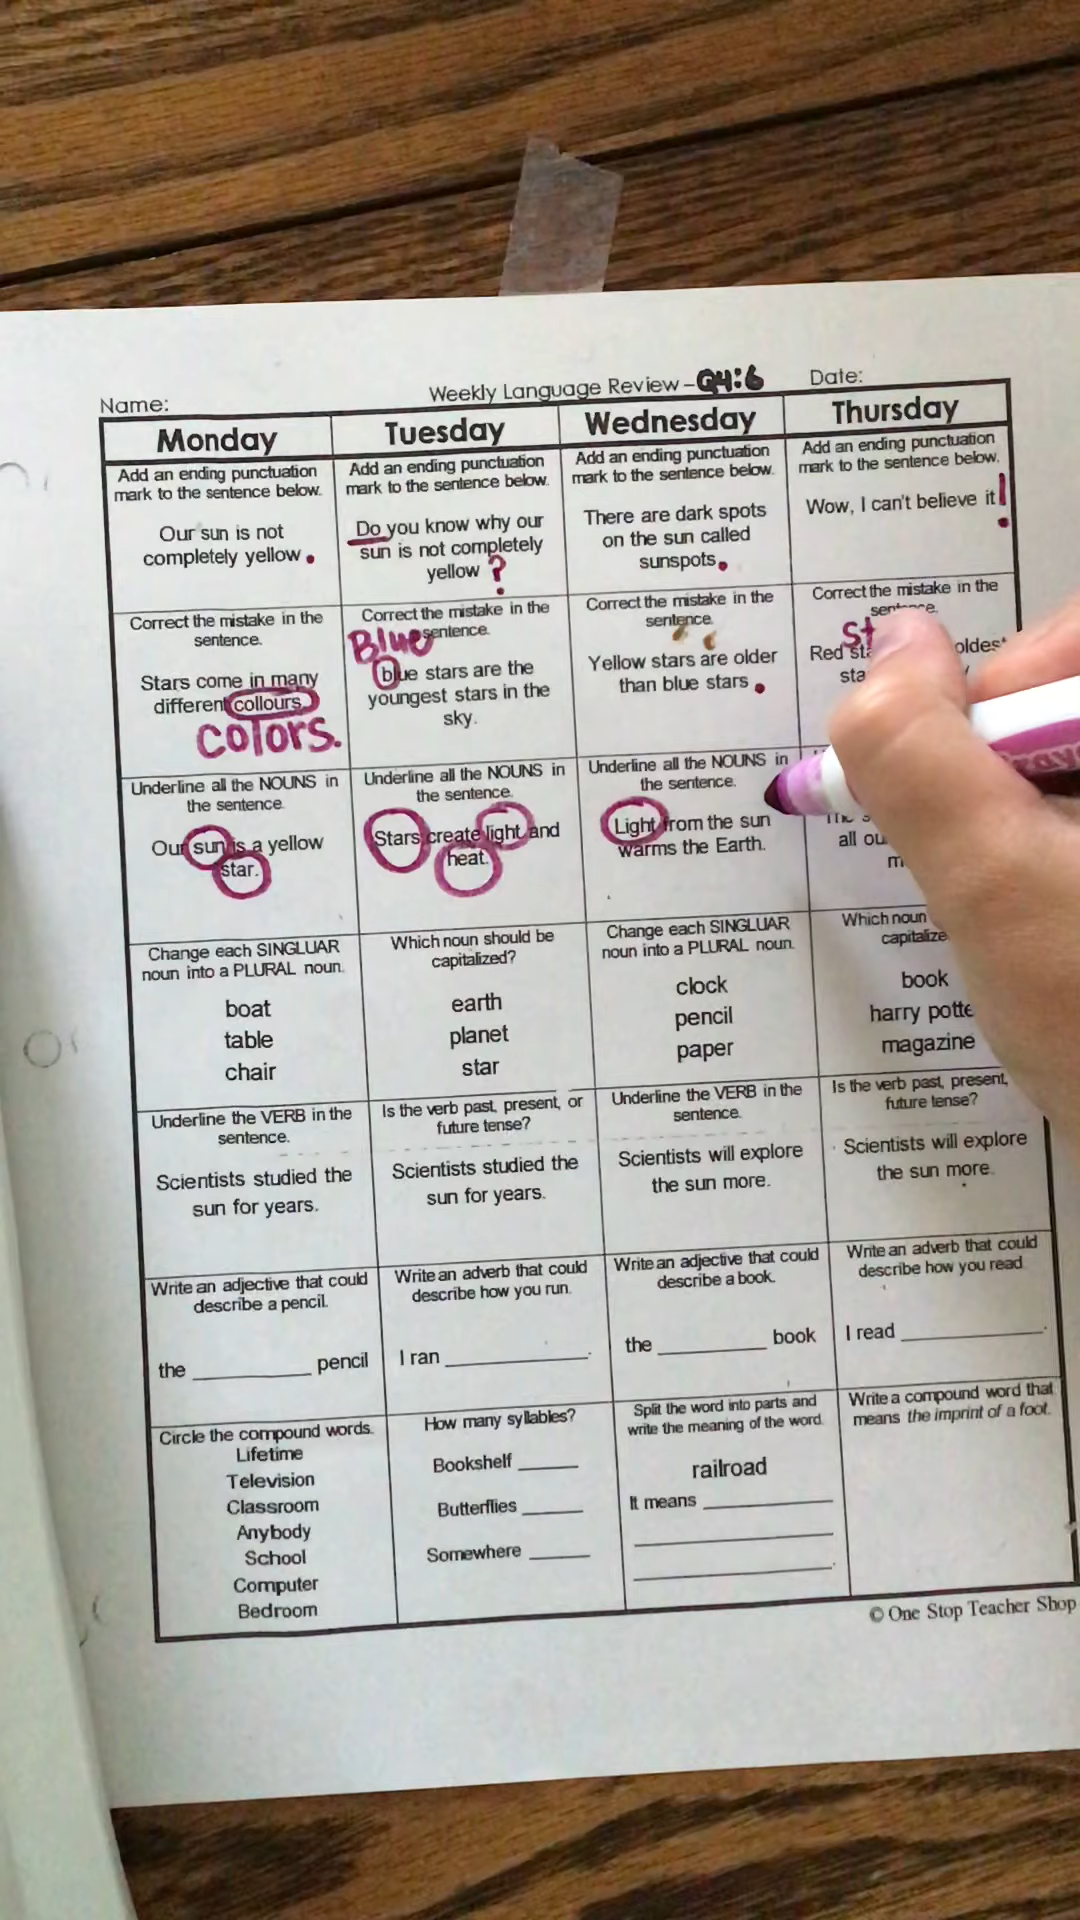 Name:
Weekly Language Review – Q4:6
Date:
Monday
Tuesday
Wednesday
Thursday
Add an ending punctuation
mark to the sentence below.
Our sun is not
completely yellow .
Add an ending punctuation
mark to the sentence below.
Do you know why our
sun is not completely
yellow ?
Add an ending punctuation
mark to the sentence below.
There are dark spots
on the sun called
sunspots.
Add an ending punctuation
mark to the sentence below.
Wow, I can't believe it!
Correct the mistake in the
sentence.
Stars come in many
different collours
colors.
Correct the mistake in the
sentence.
Blue
blue stars are the
youngest stars in the
sky.
Correct the mistake in the
sentence.
Yellow stars are older
than blue stars .
Correct the mistake in the
sentence.
Red
Underline all the NOUNS in
the sentence.
Our sun is a yellow
star.
Underline all the NOUNS in
the sentence.
Stars create light and
heat.
Underline all the NOUNS in
the sentence.
Light from the sun
warms the Earth.
all
Change each SINGLUAR
noun into a PLURAL noun.
boat
table
chair
Which noun should be
capitalized?
earth
planet
star
Change each SINGLUAR
noun into a PLURAL noun.
clock
pencil
paper
Which noun
book
harry
magazine
Underline the VERB in the
sentence.
Scientists studied the
sun for years.
Is the verb past, present, or
future tense?
Scientists studied the
sun for years.
Underline the VERB in the
sentence.
Scientists will explore
the sun more.
Is the verb past, present,
future tense?
Scientists will explore
the sun more.
Write an adjective that could
describe a pencil.
the ____________ pencil
Write an adverb that could
describe how you run.
I ran ______________.
Write an adjective that could
describe a book.
the ___________ book
Write an adverb that could
describe how you read.
I read ______________.
Circle the compound words.
Lifetime
Television
Classroom
Anybody
School
Computer
Bedroom
How many syllables?
Bookshelf ______
Butterflies ______
Somewhere ______
Split the word into parts and
write the meaning of the word.
railroad
It means _____________
Write a compound word that
means the imprint of a foot.
© One Stop Teacher Shop